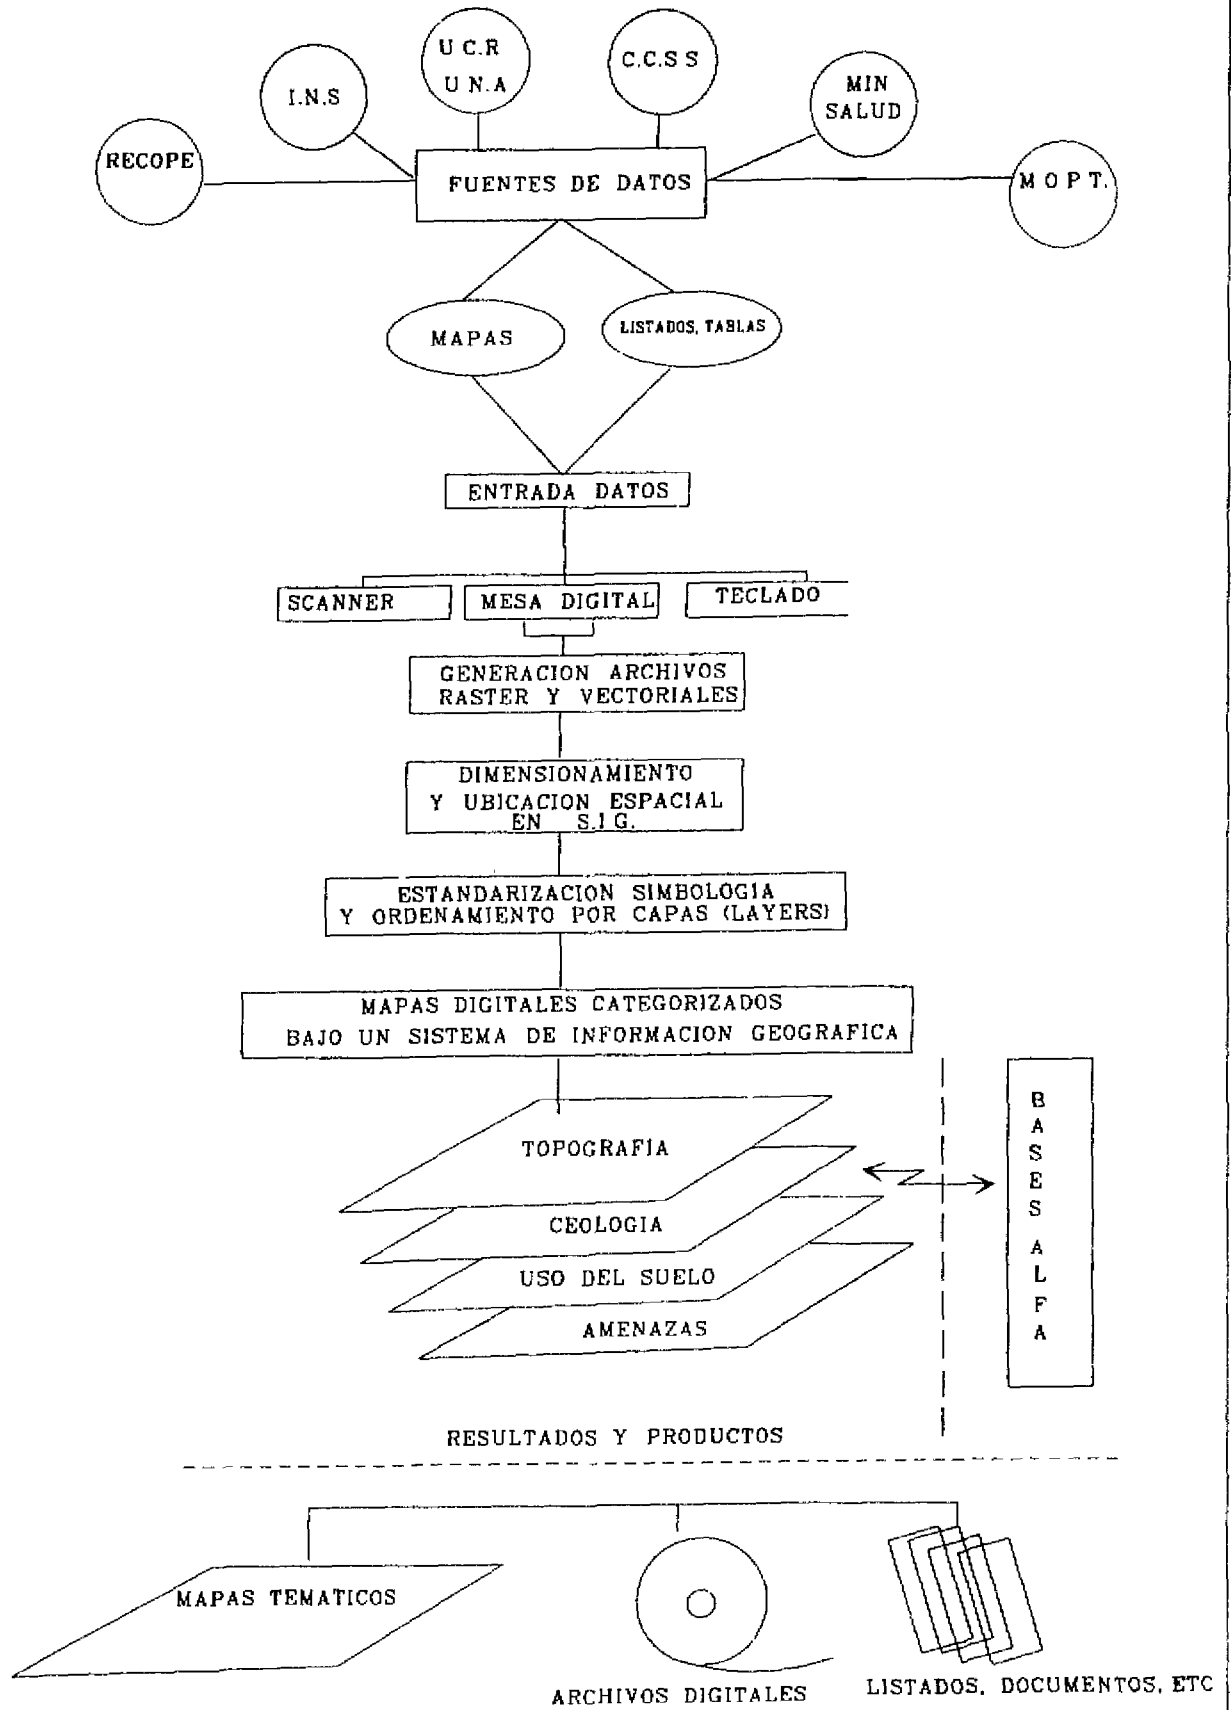 U C.R
U N.A
C.C.S S
I.N.S
MIN
SALUD
RECOPE
M O P T.
FUENTES DE DATOS
MAPAS
LISTADOS, TABLAS
ENTRADA DATOS
SCANNER
MESA DIGITAL
TECLADO
GENERACION ARCHIVOS
RASTER Y VECTORIALES
DIMENSIONAMIENTO
Y UBICACION ESPACIAL
EN S.I G.
ESTANDARIZACION SIMBOLOGIA
Y ORDENAMIENTO POR CAPAS (LAYERS)
MAPAS DIGITALES CATEGORIZADOS
BAJO UN SISTEMA DE INFORMACION GEOGRAFICA
TOPOGRAFIA
CEOLOGIA
USO DEL SUELO
AMENAZAS
BASES ALFA
RESULTADOS Y PRODUCTOS
MAPAS TEMATICOS
ARCHIVOS DIGITALES
LISTADOS, DOCUMENTOS, ETC